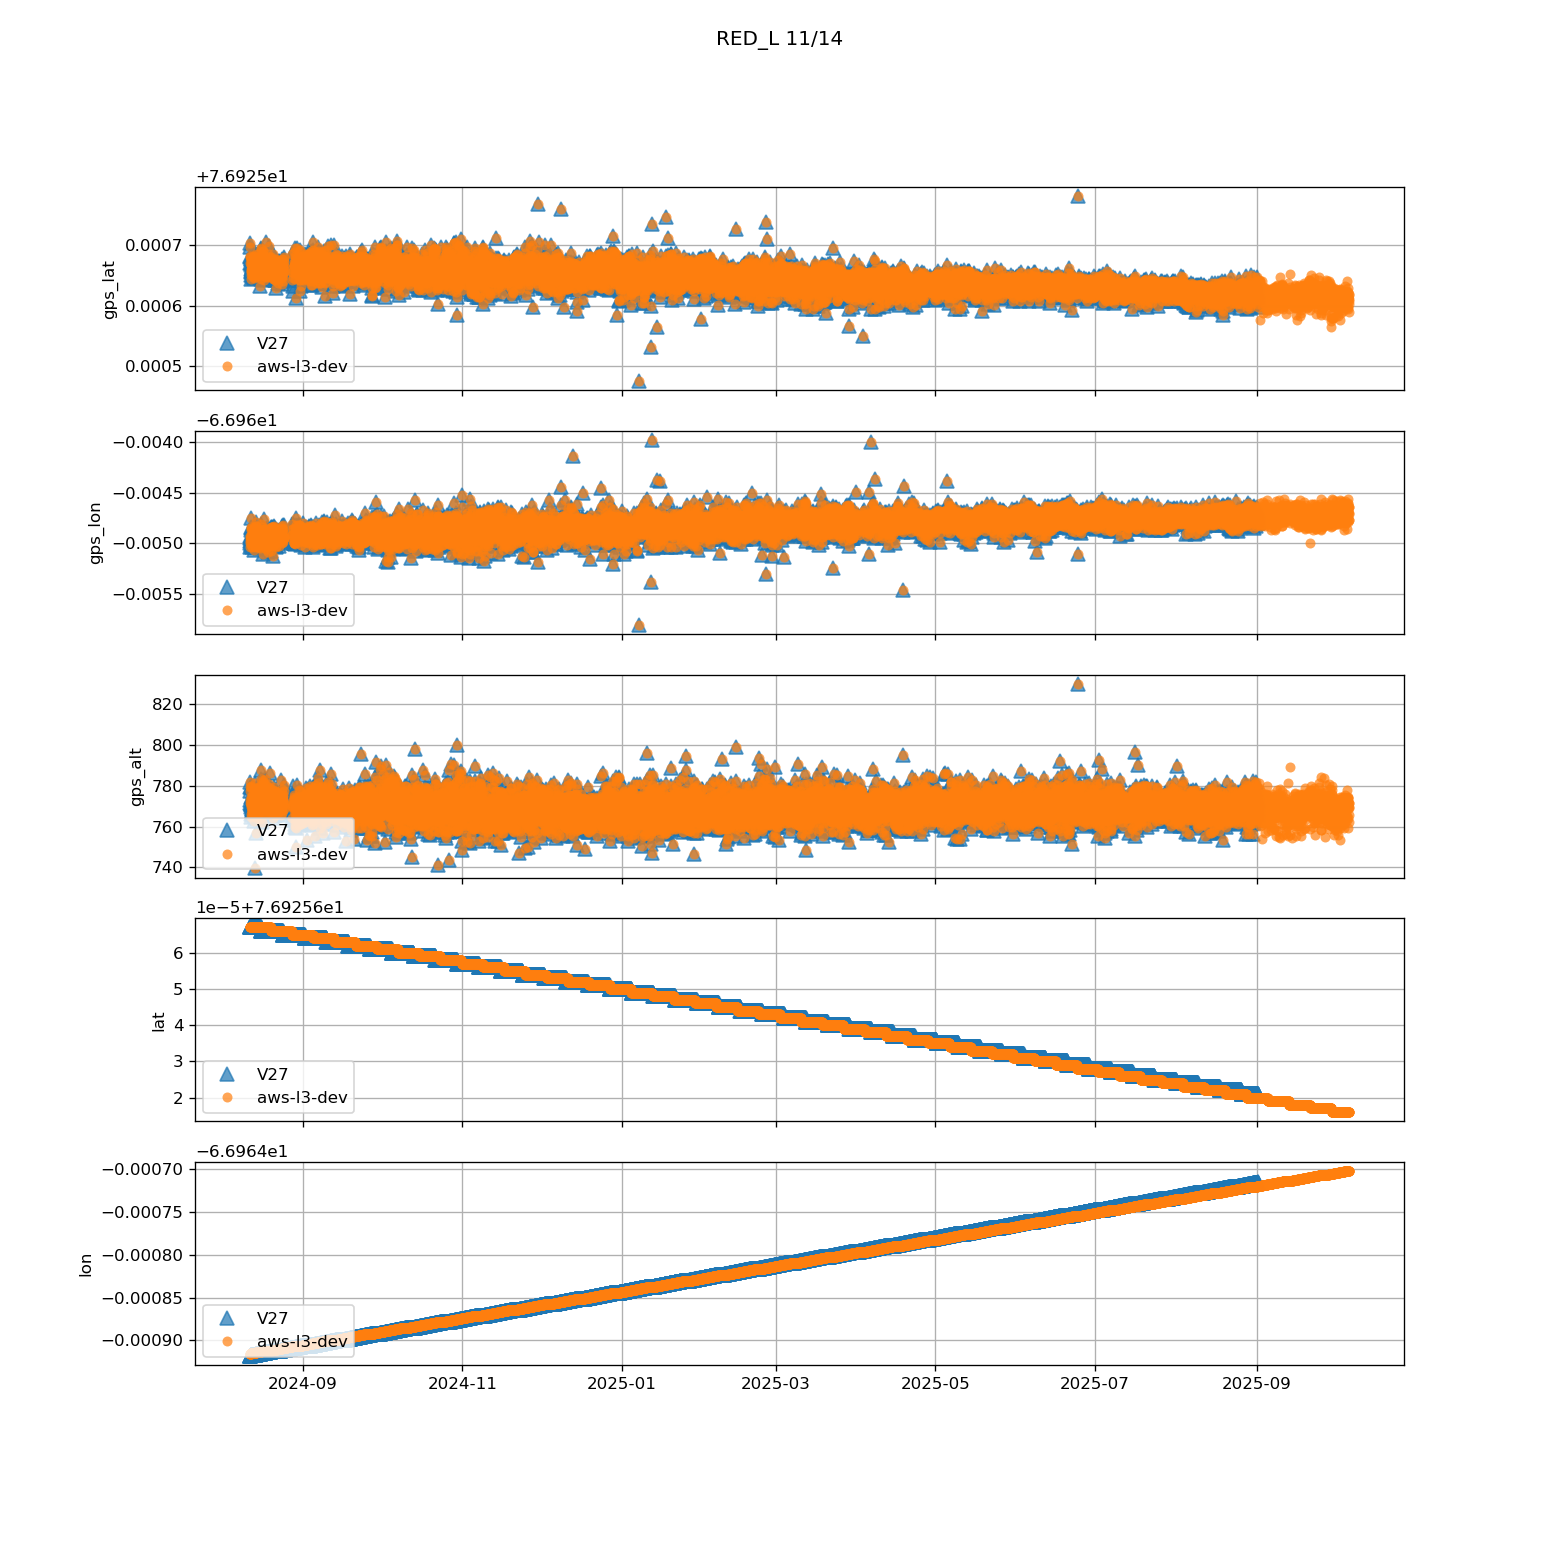 RED_L 11/14
+7.6925e1
0.0007
0.0006
0.0005
gps_lat
V27
aws-l3-dev
−6.696e1
−0.0040
−0.0045
−0.0050
−0.0055
gps_lon
V27
aws-l3-dev
820
800
780
760
740
gps_alt
V27
aws-l3-dev
1e−5+7.69256e1
6
5
4
3
2
lat
V27
aws-l3-dev
−6.6964e1
−0.00070
−0.00075
−0.00080
−0.00085
−0.00090
lon
V27
aws-l3-dev
2024-09 2024-11 2025-01 2025-03 2025-05 2025-07 2025-09